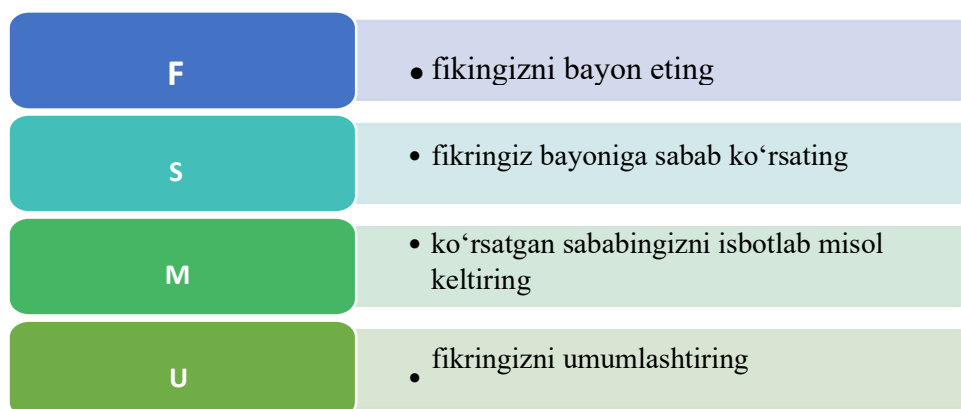 F
• fikingizni bayon eting
S
• fikringiz bayoniga sabab ko‘rsating
M
• ko‘rsatgan sababingizni isbotlab misol
keltiring
U
• fikringizni umumlashtiring